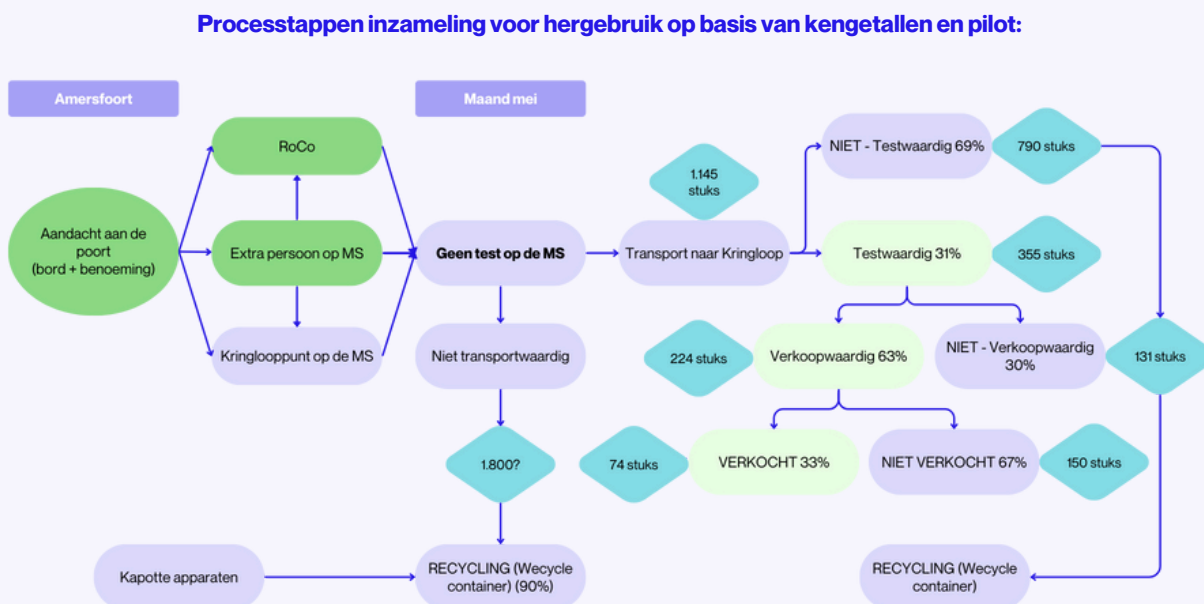 Processtappen inzameling voor hergebruik op basis van kengetallen en pilot:
Amersfoort
Maand mei
RoCo
NIET - Testwaardig 69%
790 stuks
1.145
stuks
Aandacht aan de
poort
(bord + benoeming)
Extra persoon op MS
Geen test op de MS
Transport naar Kringloop
Testwaardig 31%
355 stuks
Kringlooppunt op de MS
Niet transportwaardig
224 stuks
Verkoopwaardig 63%
NIET - Verkoopwaardig
30%
131 stuks
1.800?
74 stuks
VERKOCHT 33%
NIET VERKOCHT 67%
150 stuks
Kapotte apparaten
RECYCLING (Wecycle
container) (90%)
RECYCLING (Wecycle
container)